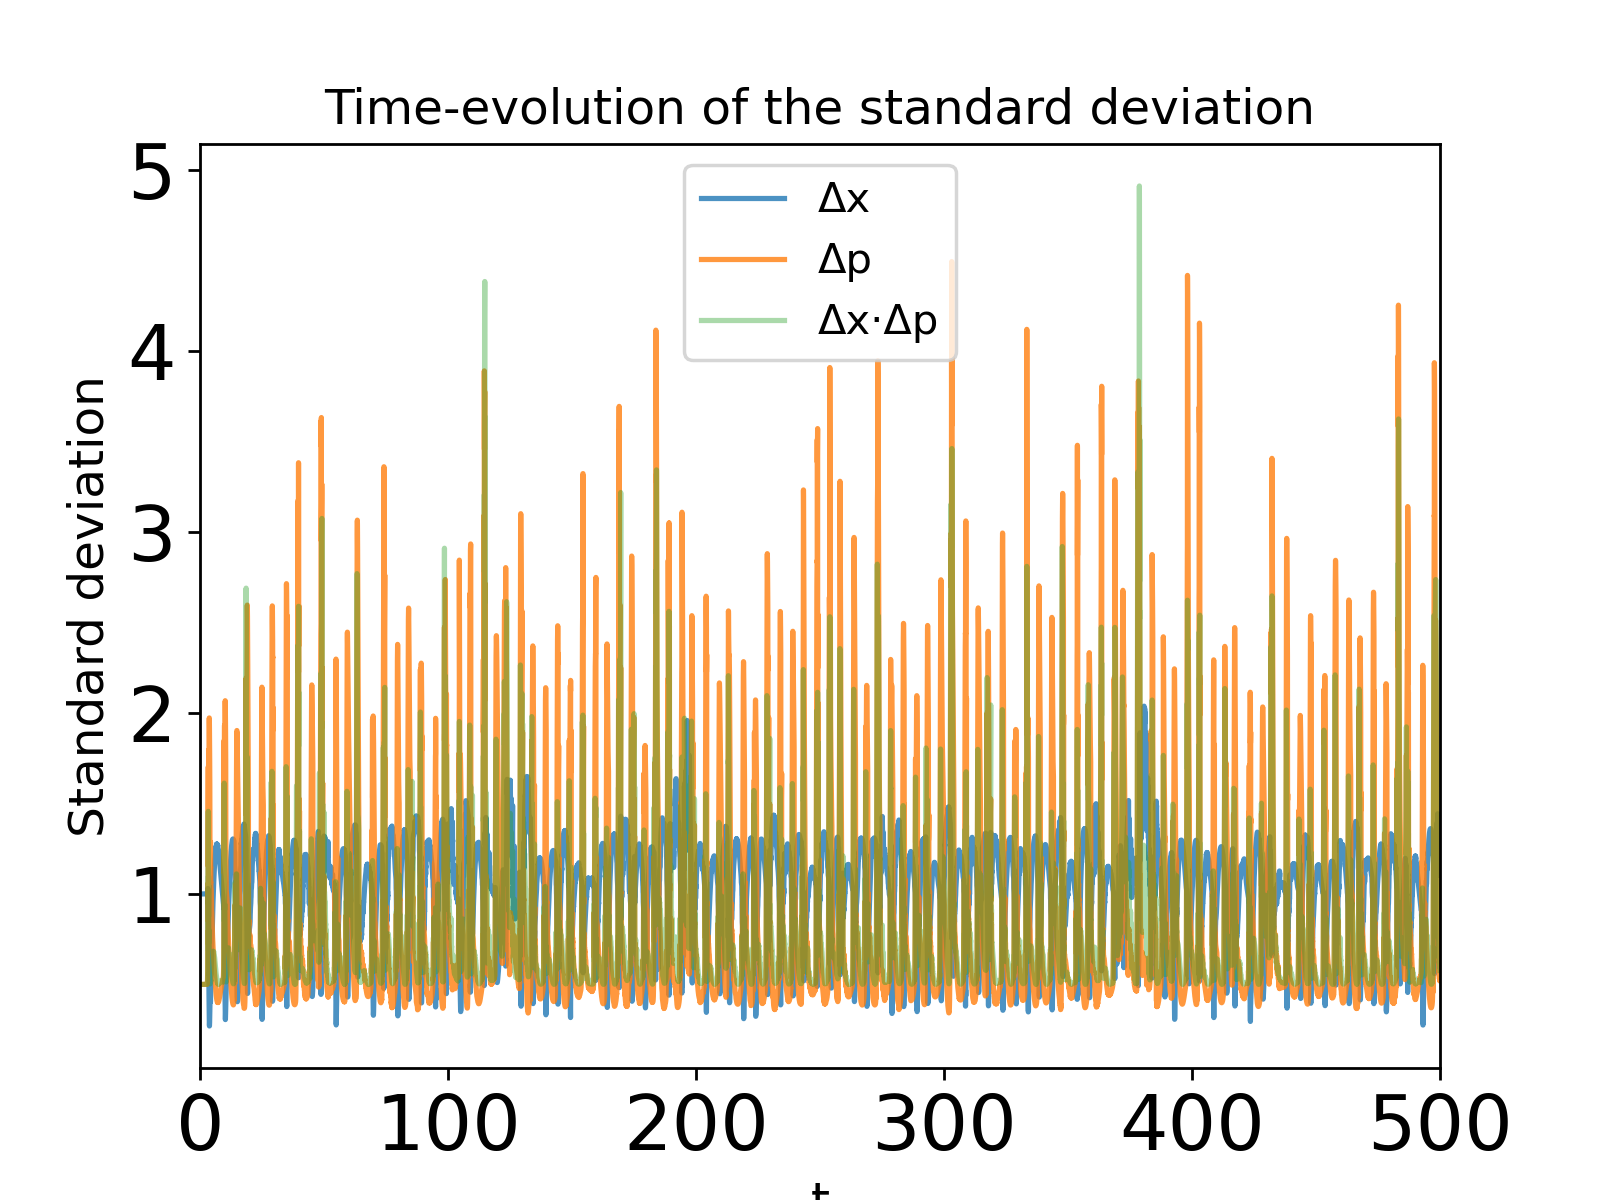 Time-evolution of the standard deviation
Δx
Δp
Δx·Δp
Standard deviation
5
4
3
2
1
0 100 200 300 400 500
t